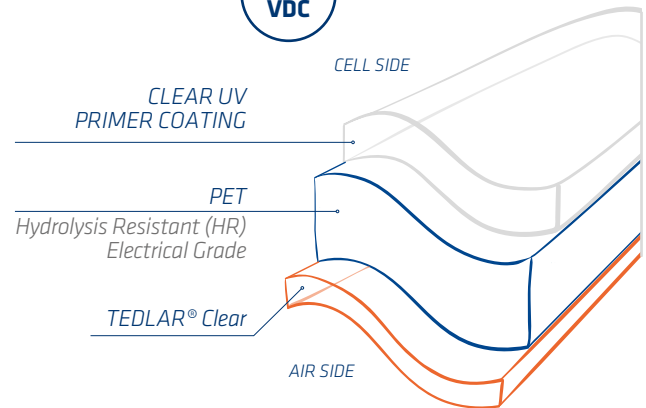 VDC
CELL SIDE
CLEAR UV
PRIMER COATING
PET
Hydrolysis Resistant (HR)
Electrical Grade
TEDLAR® Clear
AIR SIDE